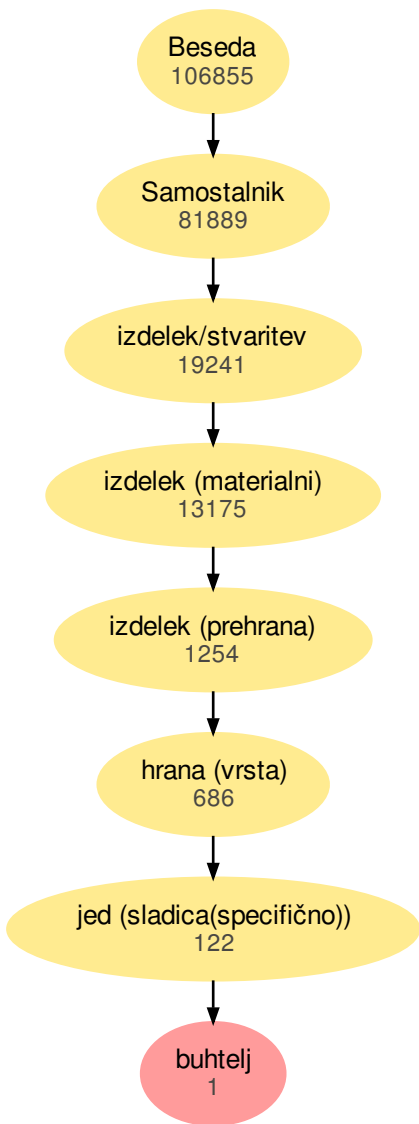 Beseda
106855
Samostalnik
81889
izdelek/stvaritev
19241
izdelek (materialni)
13175
izdelek (prehrana)
1254
hrana (vrsta)
686
jed (sladica(specifično))
122
buhtelj
1